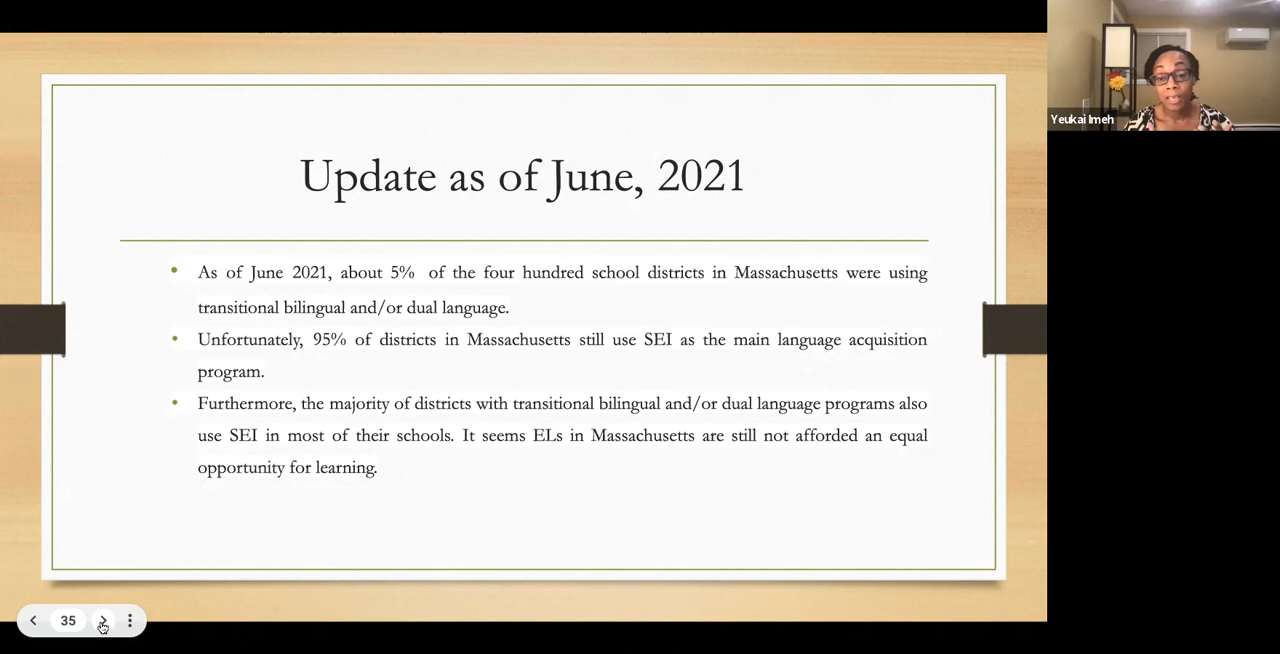 Update as of June, 2021
• As of June 2021, about 5% of the four hundred school districts in Massachusetts were using
transitional bilingual and/or dual language.
• Unfortunately, 95% of districts in Massachusetts still use SEI as the main language acquisition
program.
• Furthermore, the majority of districts with transitional bilingual and/or dual language programs also
use SEI in most of their schools. It seems ELs in Massachusetts are still not afforded an equal
opportunity for learning.
Yeukai Imeh
35